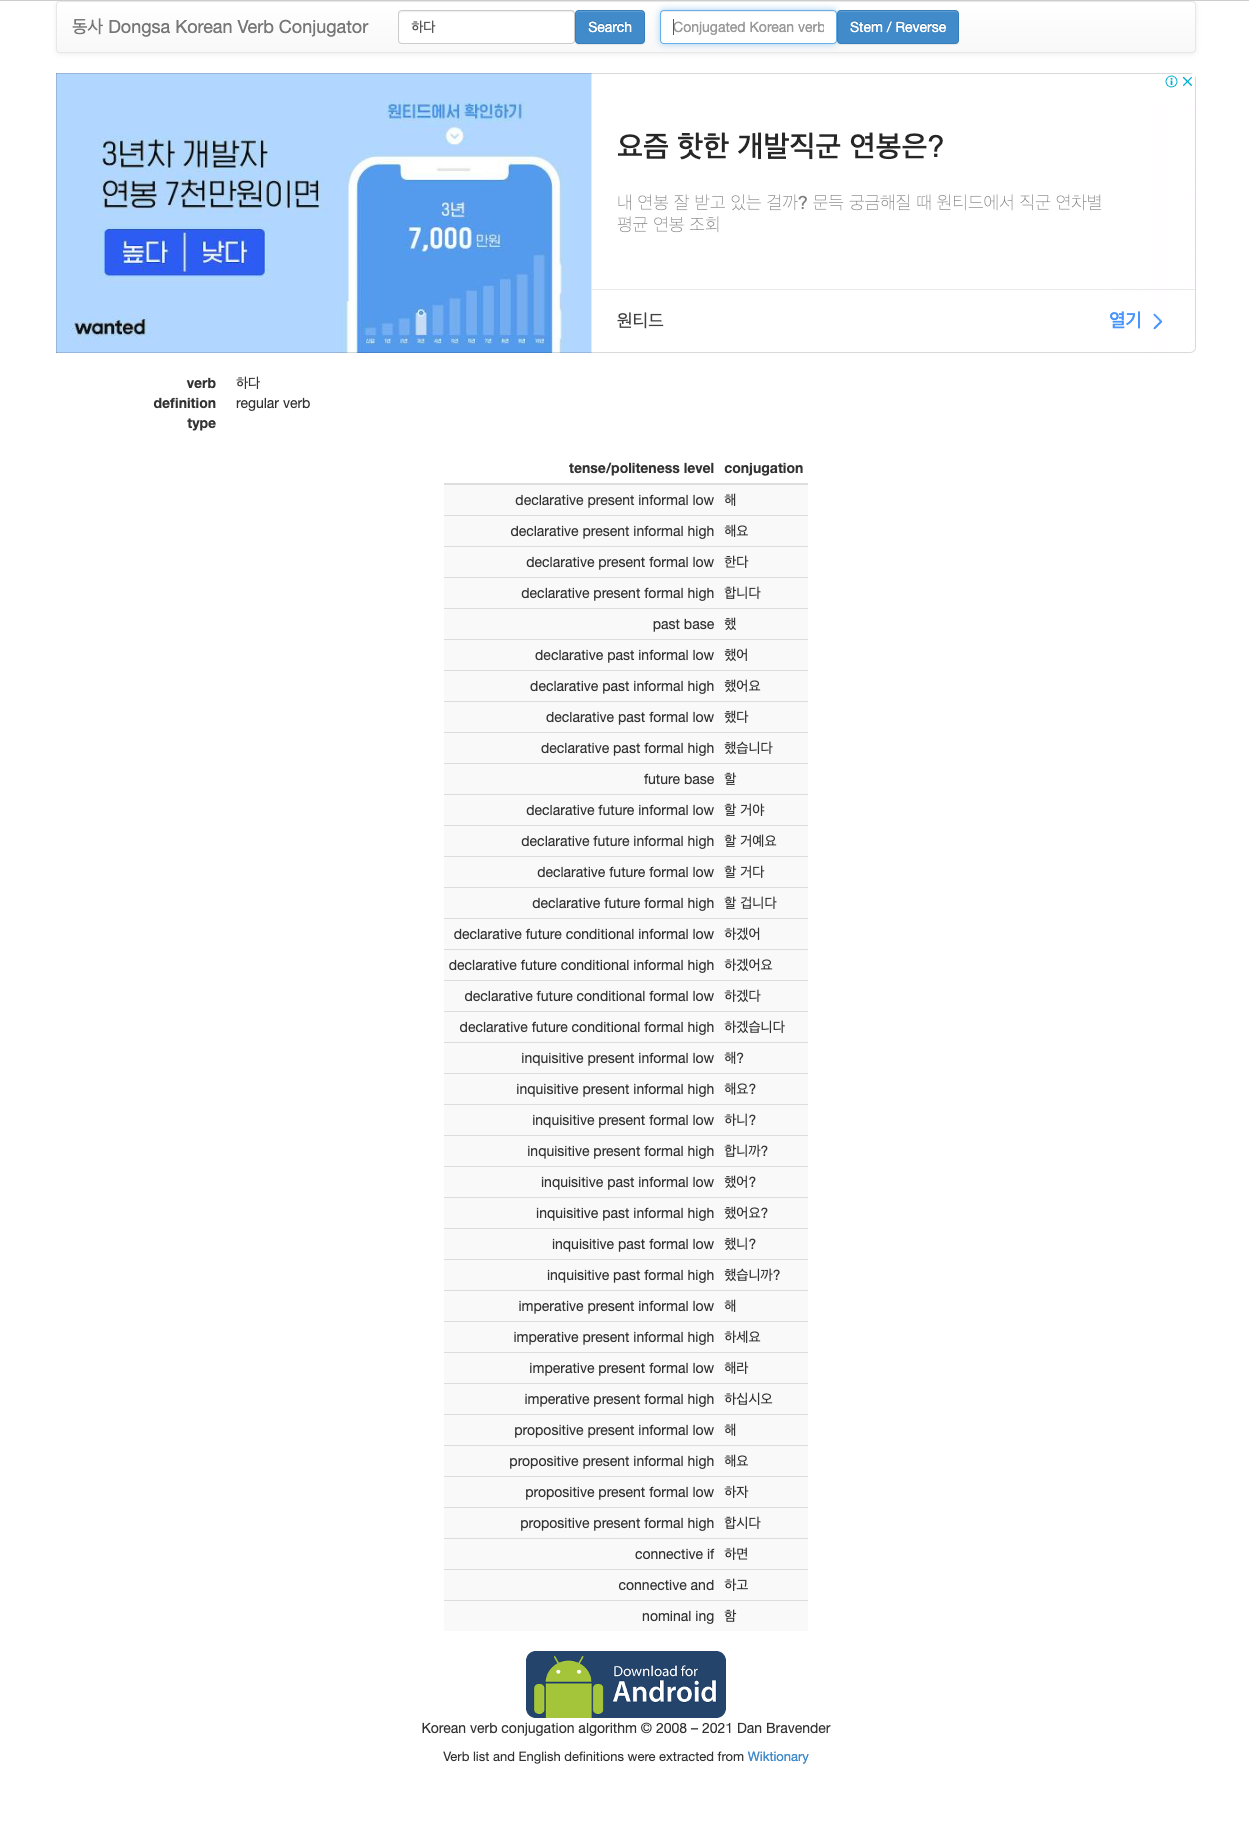 동사 Dongsa Korean Verb Conjugator
하다
Search
Conjugated Korean verb
Stem / Reverse
원티드에서 확인하기
3년차 개발자
연봉 7천만원이면
높다 | 낮다
wanted
3년
7,000 만원
요즘 핫한 개발직군 연봉은?
내 연봉 잘 받고 있는 걸까? 문득 궁금해질 때 원티드에서 직군 연차별
평균 연봉 조회
원티드
열기
verb 하다
definition regular verb
type
tense/politeness level conjugation
declarative present informal low 해
declarative present informal high 해요
declarative present formal low 한다
declarative present formal high 합니다
past base 했
declarative past informal low 했어
declarative past informal high 했어요
declarative past formal low 했다
declarative past formal high 했습니다
future base 할
declarative future informal low 할 거야
declarative future informal high 할 거예요
declarative future formal low 할 거다
declarative future formal high 할 겁니다
declarative future conditional informal low 하겠어
declarative future conditional informal high 하겠어요
declarative future conditional formal low 하겠다
declarative future conditional formal high 하겠습니다
inquisitive present informal low 해?
inquisitive present informal high 해요?
inquisitive present formal low 하니?
inquisitive present formal high 합니까?
inquisitive past informal low 했어?
inquisitive past informal high 했어요?
inquisitive past formal low 했니?
inquisitive past formal high 했습니까?
imperative present informal low 해
imperative present informal high 하세요
imperative present formal low 해라
imperative present formal high 하십시오
propositive present informal low 해
propositive present informal high 해요
propositive present formal low 하자
propositive present formal high 합시다
connective if 하면
connective and 하고
nominal ing 함
Download for
Android
Korean verb conjugation algorithm © 2008 – 2021 Dan Bravender
Verb list and English definitions were extracted from Wiktionary